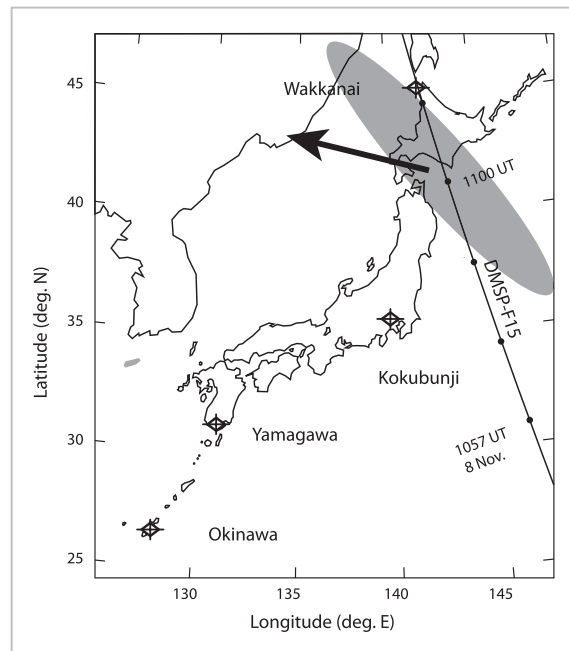 45
40
35
30
25
Latitude (deg. N)
Wakkanai
1100 UT
DMSP-F15
Kokubunji
Yamagawa
1057 UT
8 Nov.
Okinawa
130
135
140
145
Longitude (deg. E)